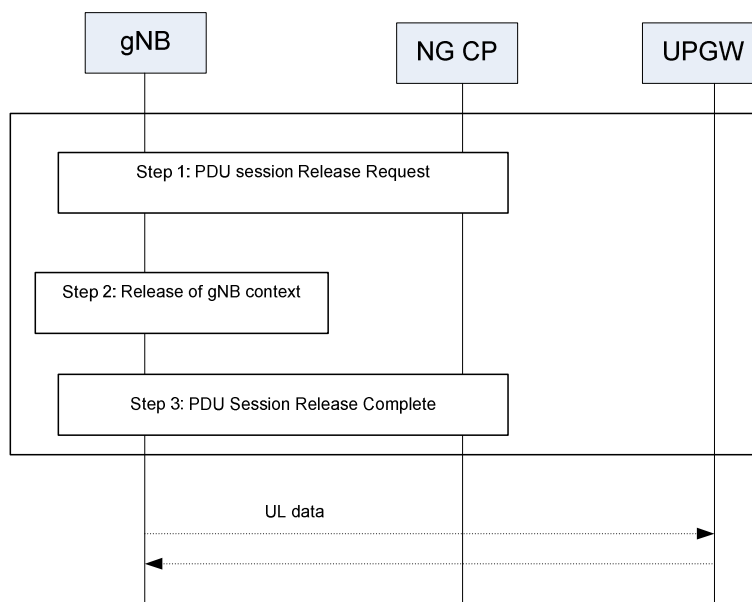 gNB
NG CP
UPGW
Step 1: PDU session Release Request
Step 2: Release of gNB context
Step 3: PDU Session Release Complete
UL data